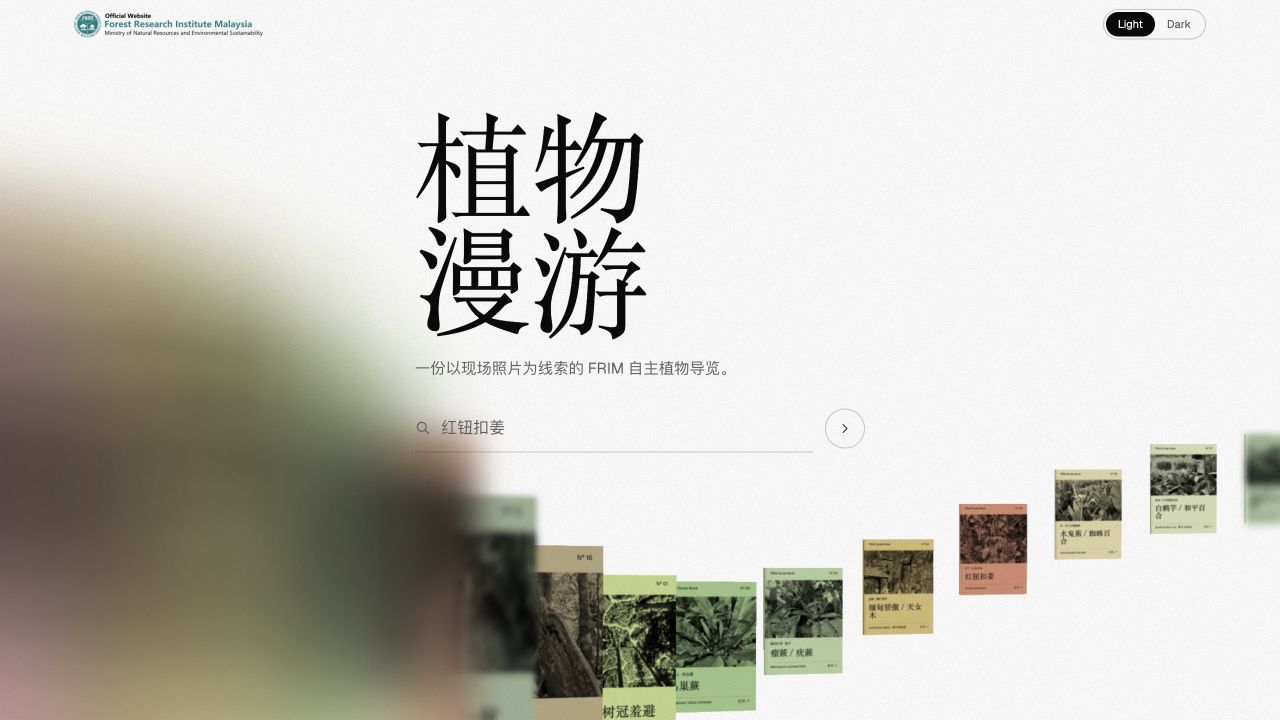 Official Website
Forest Research Institute Malaysia
Ministry of Natural Resources and Environmental Sustainability
Light
Dark
植物
漫游
一份以现场照片为线索的 FRIM 自主植物导览。
红钮扣姜
Nº 16
Nº 01
树冠羞避
巢蕨
瘤蕨 / 疣蕨
缅甸骄傲 / 天女
木
红钮扣姜
水鬼蕉 / 蜘蛛百
合
白鹤芋 / 和平百
合